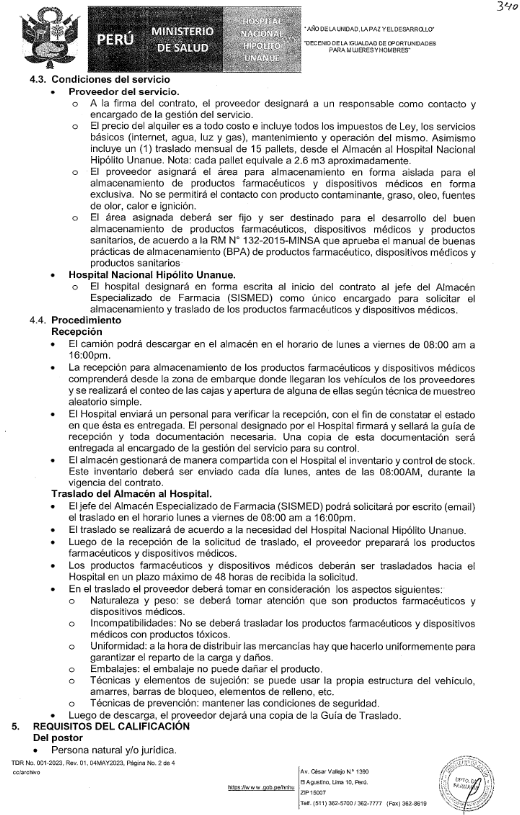 340
PERÚ
MINISTERIO
DE SALUD
HOSPITAL
NACIONAL
HIPÓLITO
UNANUE
"AÑO DE LA UNIDAD, LA PAZ Y EL DESARROLLO"
"DECENIO DE LA IGUALDAD DE OPORTUNIDADES
PARA MUJERES Y HOMBRES"
4.3. Condiciones del servicio
• Proveedor del servicio.
o A la firma del contrato, el proveedor designará a un responsable como contacto y
encargado de la gestión del servicio.
o El precio del alquiler es a todo costo e incluye todos los impuestos de Ley, los servicios
básicos (internet, agua, luz y gas), mantenimiento y operación del mismo. Asimismo
incluye un (1) traslado mensual de 15 pallets, desde el Almacén al Hospital Nacional
Hipólito Unanue. Nota: cada pallet equivale a 2.6 m3 aproximadamente.
o El proveedor asignará el área para almacenamiento en forma aislada para el
almacenamiento de productos farmacéuticos y dispositivos médicos en forma
exclusiva. No se permitirá el contacto con producto contaminante, graso, oleo, fuentes
de olor, calor e ignición.
o El área asignada deberá ser fijo y ser destinado para el desarrollo del buen
almacenamiento de productos farmacéuticos, dispositivos médicos y productos
sanitarios, de acuerdo a la RM N° 132-2015-MINSA que aprueba el manual de buenas
prácticas de almacenamiento (BPA) de productos farmacéutico, dispositivos médicos y
productos sanitarios
• Hospital Nacional Hipólito Unanue.
o El hospital designará en forma escrita al inicio del contrato al jefe del Almacén
Especializado de Farmacia (SISMED) como único encargado para solicitar el
almacenamiento y traslado de los productos farmacéuticos y dispositivos médicos.
4.4. Procedimiento
Recepción
• El camión podrá descargar en el almacén en el horario de lunes a viernes de 08:00 am a
16:00pm.
• La recepción para almacenamiento de los productos farmacéuticos y dispositivos médicos
comprenderá desde la zona de embarque donde llegaran los vehículos de los proveedores
y se realizará el conteo de las cajas y apertura de alguna de ellas según técnica de muestreo
aleatorio simple.
• El Hospital enviará un personal para verificar la recepción, con el fin de constatar el estado
en que ésta es entregada. El personal designado por el Hospital firmará y sellará la guía de
recepción y toda documentación necesaria. Una copia de esta documentación será
entregada al encargado de la gestión del servicio para su control.
• El almacén gestionará de manera compartida con el Hospital el inventario y control de stock.
Este inventario deberá ser enviado cada día lunes, antes de las 08:00AM, durante la
vigencia del contrato.
Traslado del Almacén al Hospital.
• El jefe del Almacén Especializado de Farmacia (SISMED) podrá solicitará por escrito (email)
el traslado en el horario lunes a viernes de 08:00 am a 16:00pm.
• El traslado se realizará de acuerdo a la necesidad del Hospital Nacional Hipólito Unanue.
• Luego de la recepción de la solicitud de traslado, el proveedor preparará los productos
farmacéuticos y dispositivos médicos.
• Los productos farmacéuticos y dispositivos médicos deberán ser trasladados hacia el
Hospital en un plazo máximo de 48 horas de recibida la solicitud.
• En el traslado el proveedor deberá tomar en consideración los aspectos siguientes:
o Naturaleza y peso: se deberá tomar atención que son productos farmacéuticos y
dispositivos médicos.
o Incompatibilidades: No se deberá trasladar los productos farmacéuticos y dispositivos
médicos con productos tóxicos.
o Uniformidad: a la hora de distribuir las mercancías hay que hacerlo uniformemente para
garantizar el reparto de la carga y daños.
o Embalajes: el embalaje no puede dañar el producto.
o Técnicas y elementos de sujeción: se puede usar la propia estructura del vehículo,
amarres, barras de bloqueo, elementos de relleno, etc.
o Técnicas de prevención: mantener las condiciones de seguridad.
• Luego de descarga, el proveedor dejará una copia de la Guía de Traslado.
5. REQUISITOS DEL CALIFICACIÓN
Del postor
• Persona natural y/o jurídica.
TDR No. 001-2023, Rev. 01, 04MAYO2023, Página No. 2 de 4
cc/archivo
https://www.gob.pe/hnhu
Av. César Vallejo N° 1390
El Agustino, Lima 10, Perú.
ZIP 15007
Telf. (511) 362-5700 / 362-7777 (Fax) 362-8619
DPTO. DE
FARMACIA